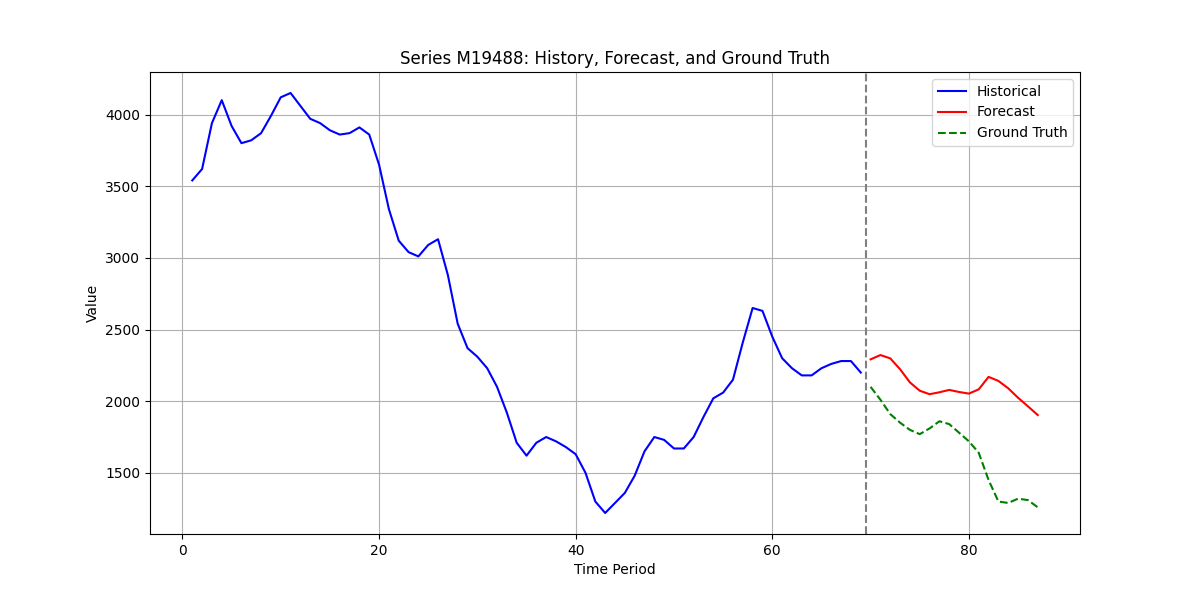 Series M19488: History, Forecast, and Ground Truth
Historical
Forecast
Ground Truth
4000
3500
3000
2500
2000
1500
Value
0
20
40
60
80
Time Period